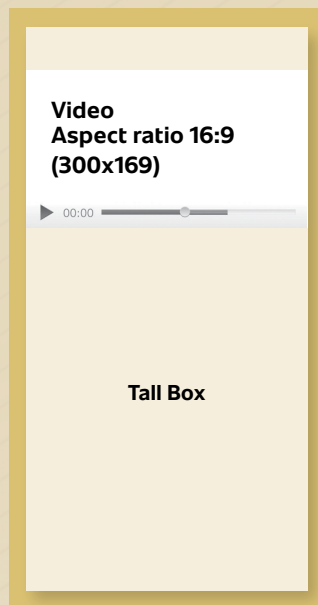 Video
Aspect ratio 16:9
(300x169)
00:00
Tall Box